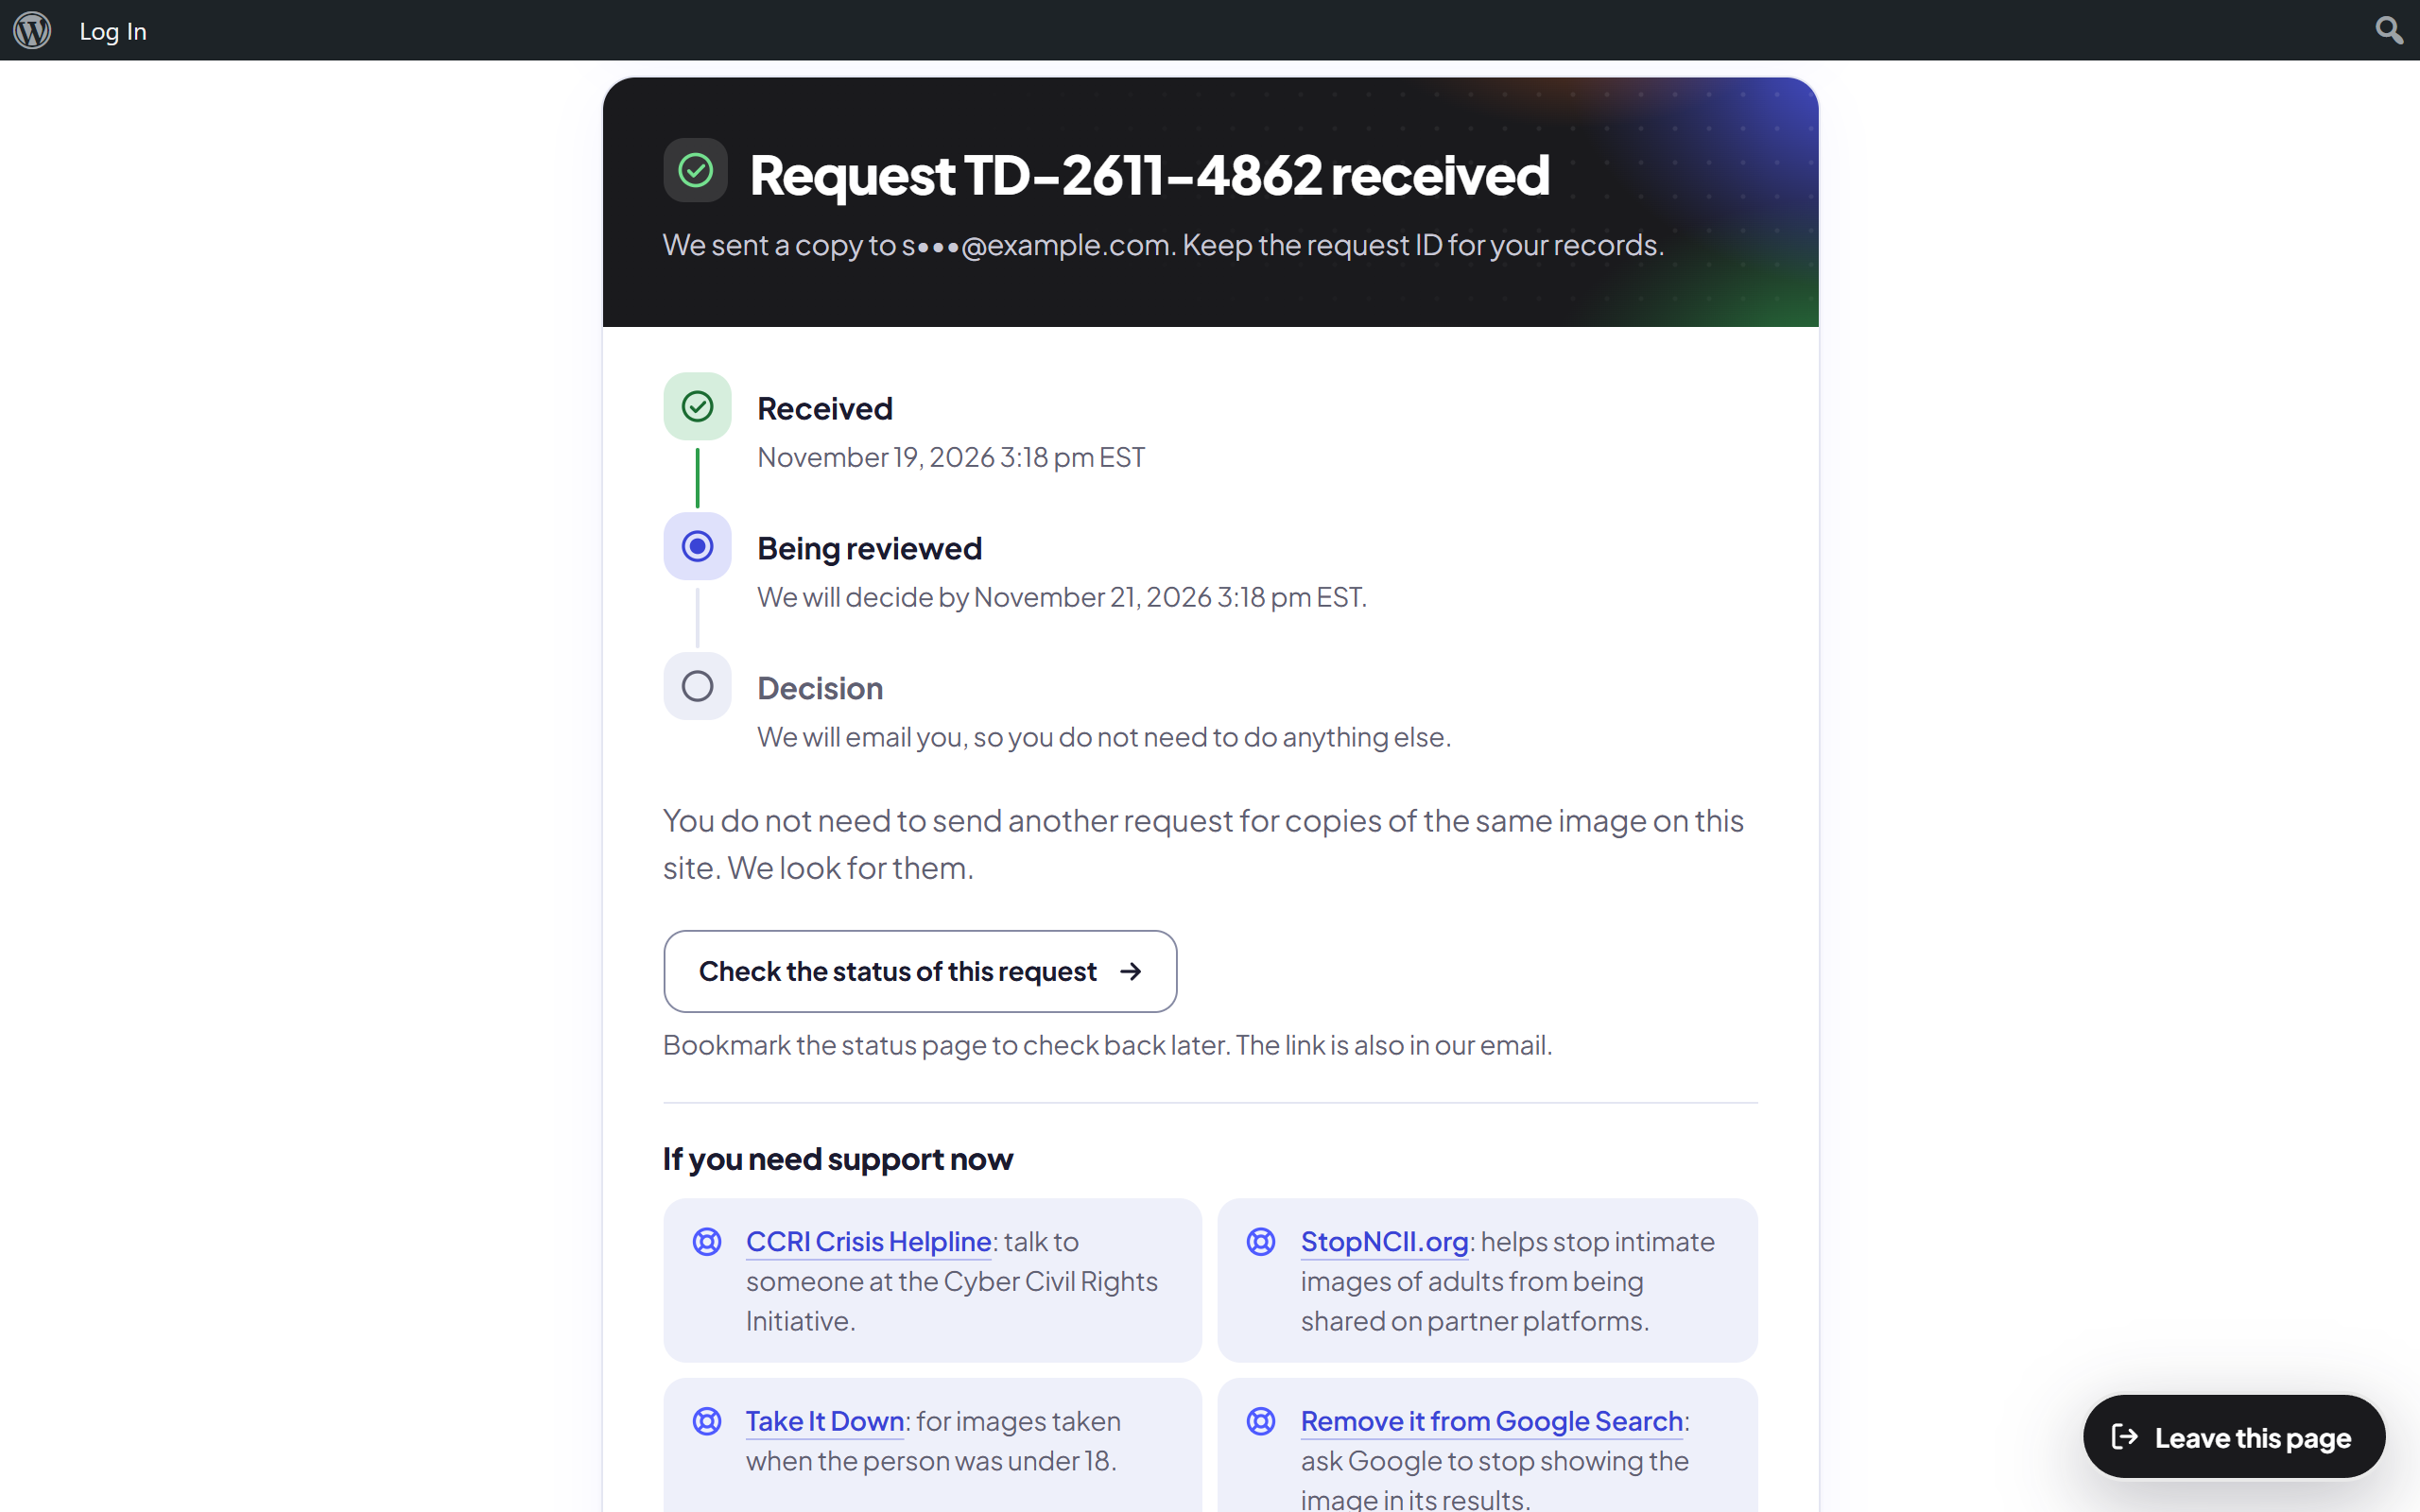 Log In
Request TD-2611-4862 received
We sent a copy to s•••@example.com. Keep the request ID for your records.
Received
November 19, 2026 3:18 pm EST
Being reviewed
We will decide by November 21, 2026 3:18 pm EST.
Decision
We will email you, so you do not need to do anything else.
You do not need to send another request for copies of the same image on this
site. We look for them.
Check the status of this request →
Bookmark the status page to check back later. The link is also in our email.
If you need support now
CCRI Crisis Helpline: talk to
someone at the Cyber Civil Rights
Initiative.
StopNCII.org: helps stop intimate
images of adults from being
shared on partner platforms.
Take It Down: for images taken
when the person was under 18.
Remove it from Google Search:
ask Google to stop showing the
image in its results.
Leave this page